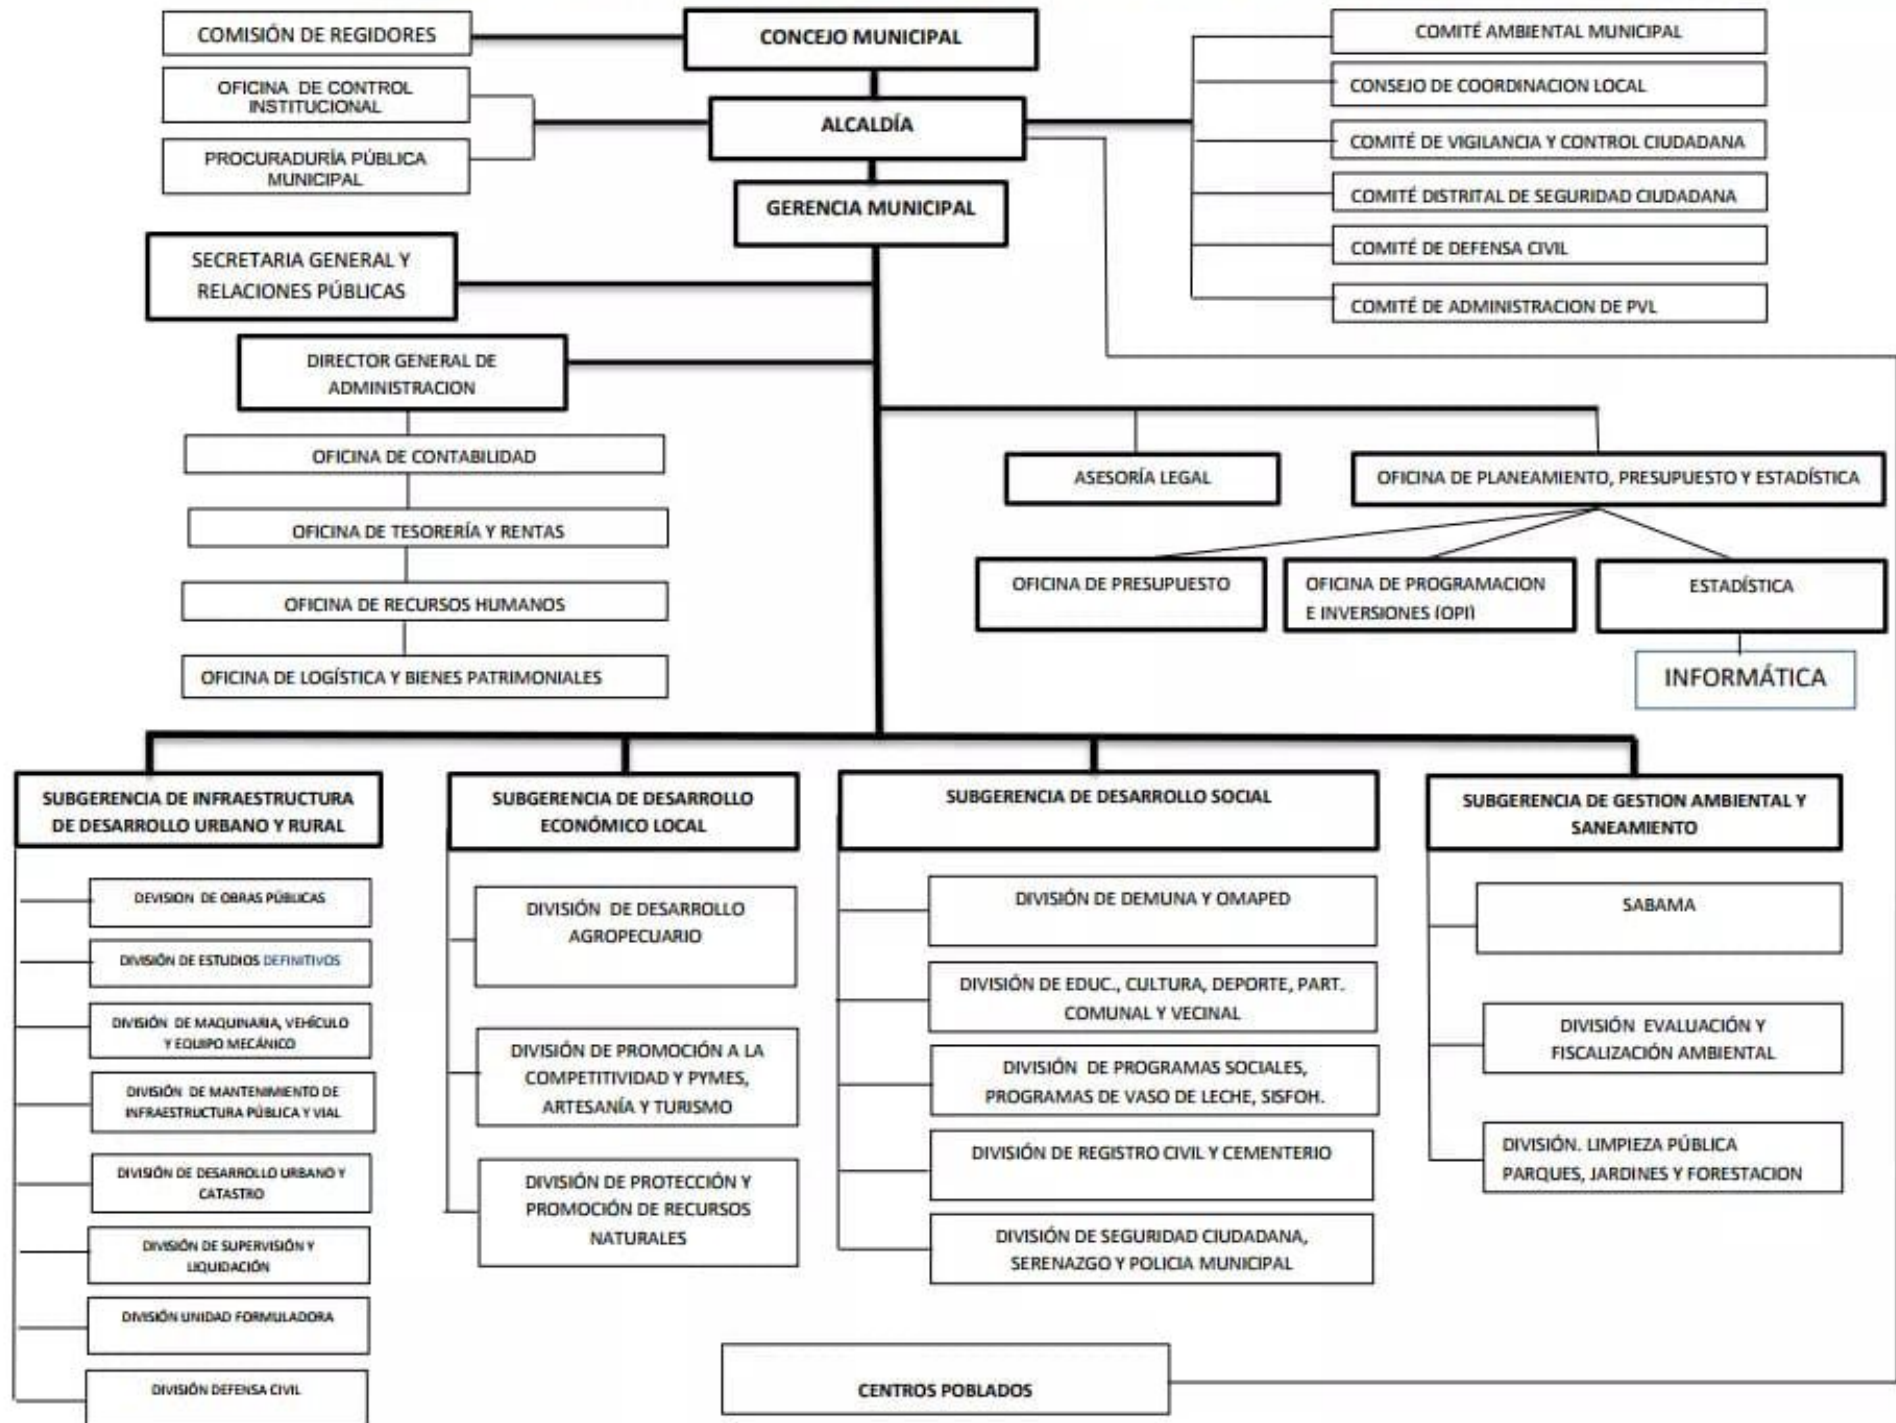 COMISIÓN DE REGIDORES
CONCEJO MUNICIPAL
COMITÉ AMBIENTAL MUNICIPAL
OFICINA DE CONTROL
INSTITUCIONAL
CONSEJO DE COORDINACION LOCAL
ALCALDÍA
PROCURADURÍA PÚBLICA
MUNICIPAL
COMITÉ DE VIGILANCIA Y CONTROL CIUDADANA
GERENCIA MUNICIPAL
COMITÉ DISTRITAL DE SEGURIDAD CIUDADANA
COMITÉ DE DEFENSA CIVIL
COMITÉ DE ADMINISTRACION DE PVL
SECRETARIA GENERAL Y
RELACIONES PÚBLICAS
DIRECTOR GENERAL DE
ADMINISTRACION
OFICINA DE CONTABILIDAD
OFICINA DE TESORERÍA Y RENTAS
OFICINA DE RECURSOS HUMANOS
OFICINA DE LOGÍSTICA Y BIENES PATRIMONIALES
ASESORÍA LEGAL
OFICINA DE PLANEAMIENTO, PRESUPUESTO Y ESTADÍSTICA
OFICINA DE PRESUPUESTO
OFICINA DE PROGRAMACION
E INVERSIONES (OPI)
ESTADÍSTICA
INFORMÁTICA
SUBGERENCIA DE INFRAESTRUCTURA
DE DESARROLLO URBANO Y RURAL
DEVISION DE OBRAS PÚBLICAS
DIVISIÓN DE ESTUDIOS DEFINITIVOS
DIVISIÓN DE MAQUINARIA, VEHÍCULO
Y EQUIPO MECÁNICO
DIVISIÓN DE MANTENIMIENTO DE
INFRAESTRUCTURA PÚBLICA Y VIAL
DIVISIÓN DE DESARROLLO URBANO Y
CATASTRO
DIVISIÓN DE SUPERVISIÓN Y
LIQUIDACIÓN
DIVISIÓN UNIDAD FORMULADORA
DIVISIÓN DEFENSA CIVIL
SUBGERENCIA DE DESARROLLO
ECONÓMICO LOCAL
DIVISIÓN DE DESARROLLO
AGROPECUARIO
DIVISIÓN DE PROMOCIÓN A LA
COMPETITIVIDAD Y PYMES,
ARTESANÍA Y TURISMO
DIVISIÓN DE PROTECCIÓN Y
PROMOCIÓN DE RECURSOS
NATURALES
SUBGERENCIA DE DESARROLLO SOCIAL
DIVISIÓN DE DEMUNA Y OMAPED
DIVISIÓN DE EDUC., CULTURA, DEPORTE, PART.
COMUNAL Y VECINAL
DIVISIÓN DE PROGRAMAS SOCIALES,
PROGRAMAS DE VASO DE LECHE, SISFOH.
DIVISIÓN DE REGISTRO CIVIL Y CEMENTERIO
DIVISIÓN DE SEGURIDAD CIUDADANA,
SERENAZGO Y POLICIA MUNICIPAL
SUBGERENCIA DE GESTION AMBIENTAL Y
SANEAMIENTO
SABAMA
DIVISIÓN EVALUACIÓN Y
FISCALIZACIÓN AMBIENTAL
DIVISIÓN. LIMPIEZA PÚBLICA
PARQUES, JARDINES Y FORESTACION
CENTROS POBLADOS